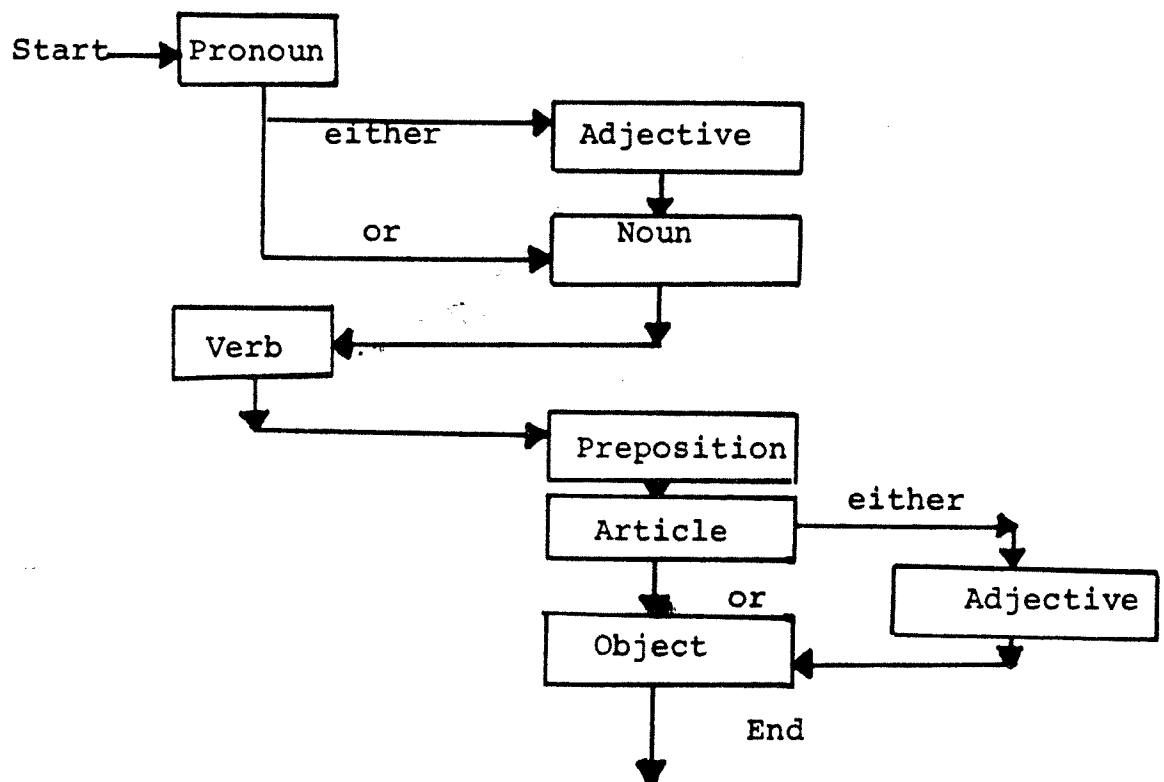 Start Pronoun
either Adjective
or Noun
Verb
Preposition
either
Article
or Adjective
Object
End